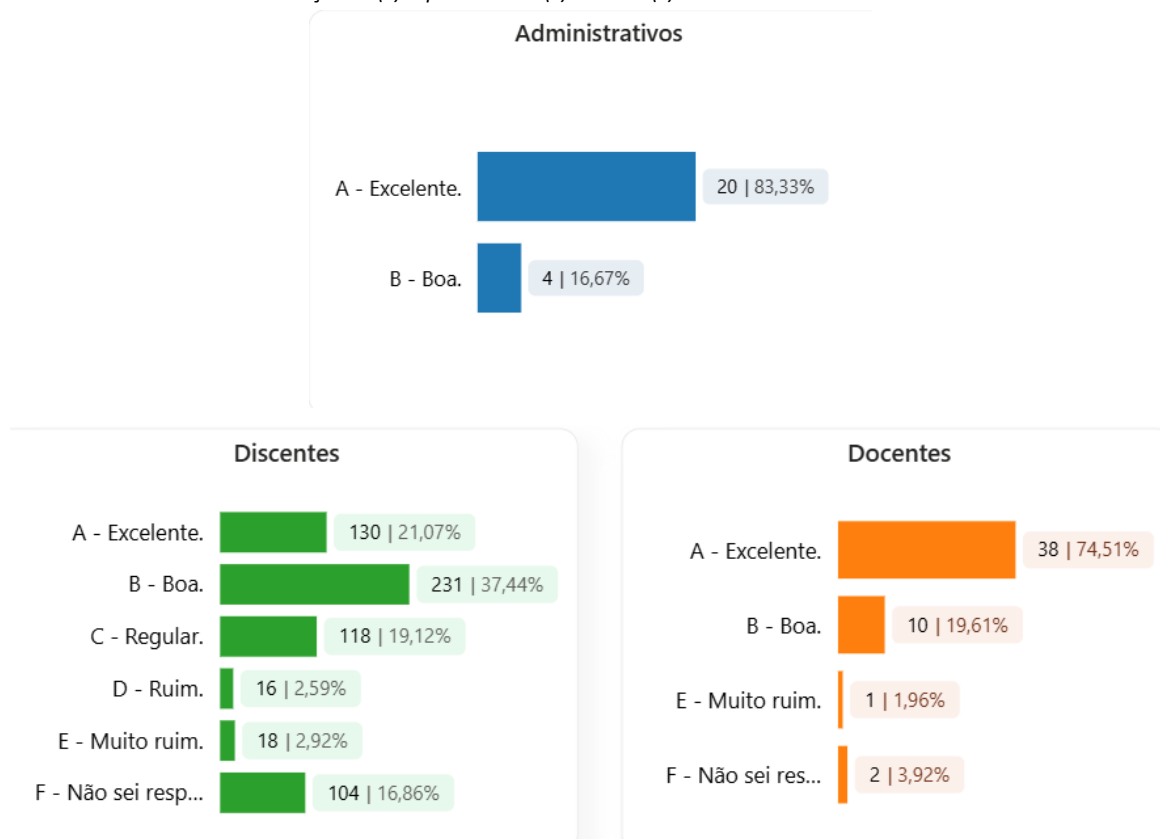 Administrativos
A - Excelente. 20 | 83,33%
B - Boa. 4 | 16,67%
Discentes
A - Excelente. 130 | 21,07%
B - Boa. 231 | 37,44%
C - Regular. 118 | 19,12%
D - Ruim. 16 | 2,59%
E - Muito ruim. 18 | 2,92%
F - Não sei resp... 104 | 16,86%
Docentes
A - Excelente. 38 | 74,51%
B - Boa. 10 | 19,61%
E - Muito ruim. 1 | 1,96%
F - Não sei res... 2 | 3,92%